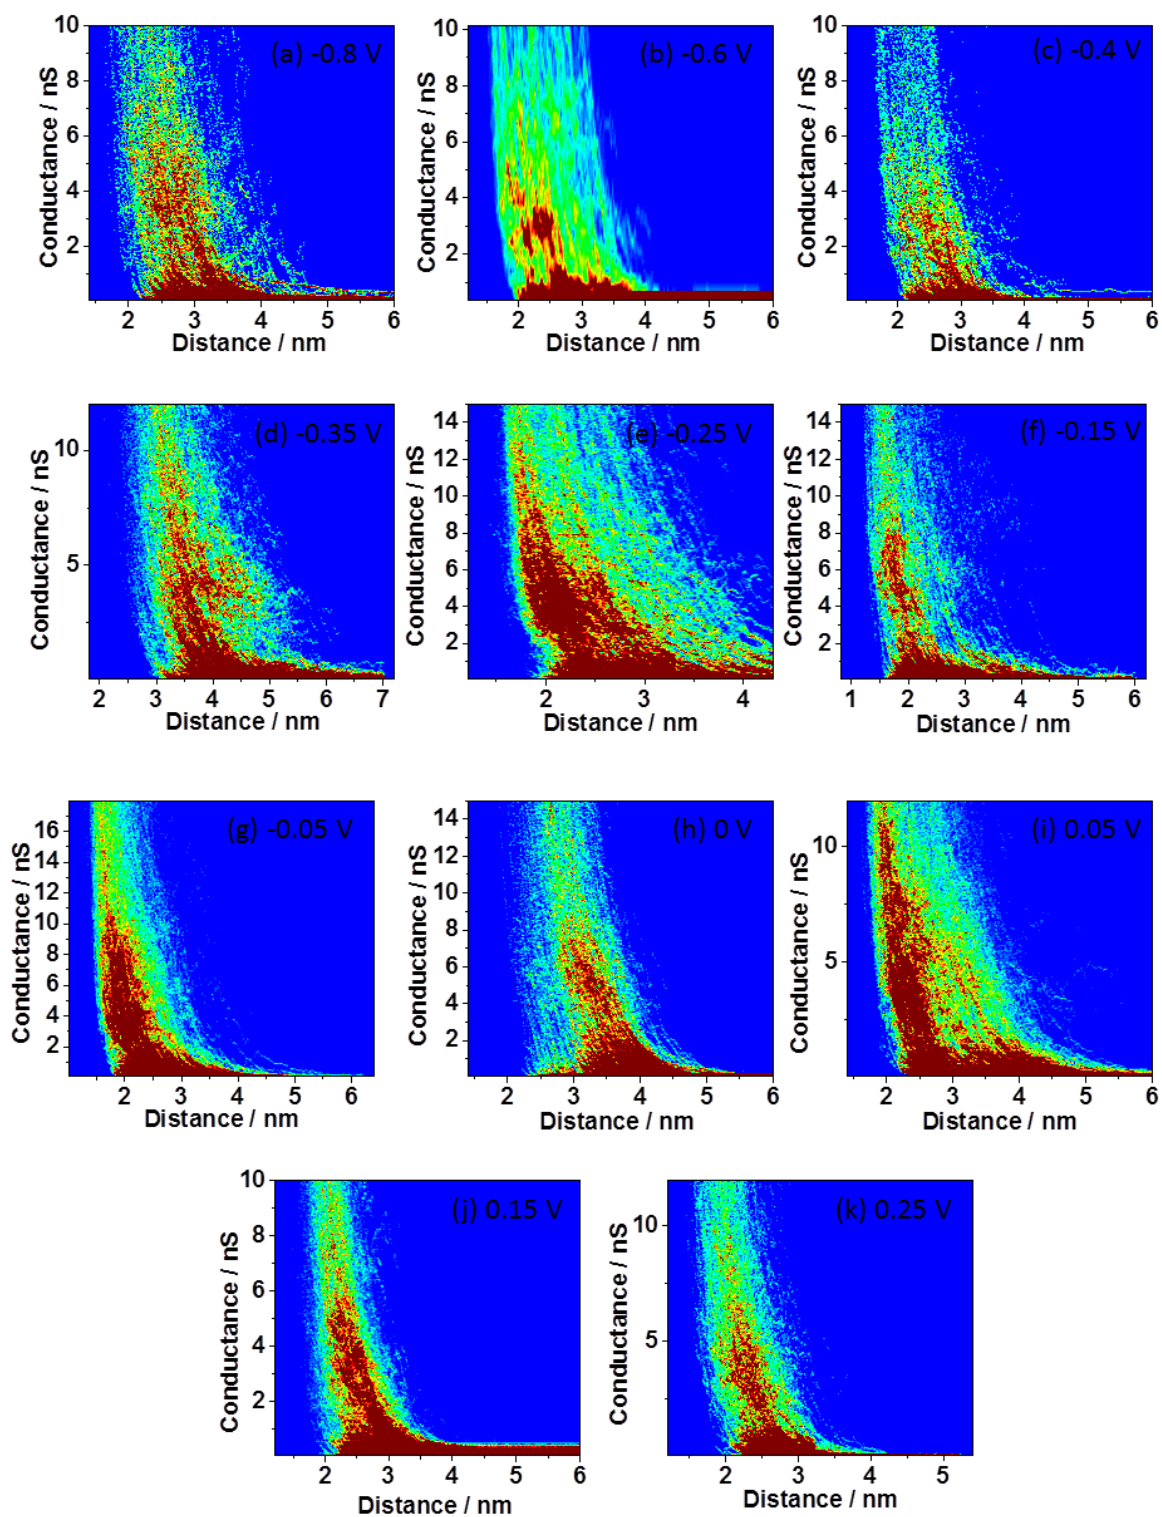 (a) -0.8 V
Conductance / nS
10
8
6
4
2
2 3 4 5 6
Distance / nm
(b) -0.6 V
Conductance / nS
10
8
6
4
2
2 3 4 5 6
Distance / nm
(c) -0.4 V
Conductance / nS
10
8
6
4
2
2 3 4 5 6
Distance / nm
(d) -0.35 V
Conductance / nS
10
5
2 3 4 5 6 7
Distance / nm
(e) -0.25 V
Conductance / nS
14
12
10
8
6
4
2
2 3 4
Distance / nm
(f) -0.15 V
Conductance / nS
14
12
10
8
6
4
2
1 2 3 4 5 6
Distance / nm
(g) -0.05 V
Conductance / nS
16
14
12
10
8
6
4
2
2 3 4 5 6
Distance / nm
(h) 0 V
Conductance / nS
14
12
10
8
6
4
2
2 3 4 5 6
Distance / nm
(i) 0.05 V
Conductance / nS
10
5
2 3 4 5 6
Distance / nm
(j) 0.15 V
Conductance / nS
10
8
6
4
2
2 3 4 5 6
Distance / nm
(k) 0.25 V
Conductance / nS
10
5
2 3 4 5
Distance / nm